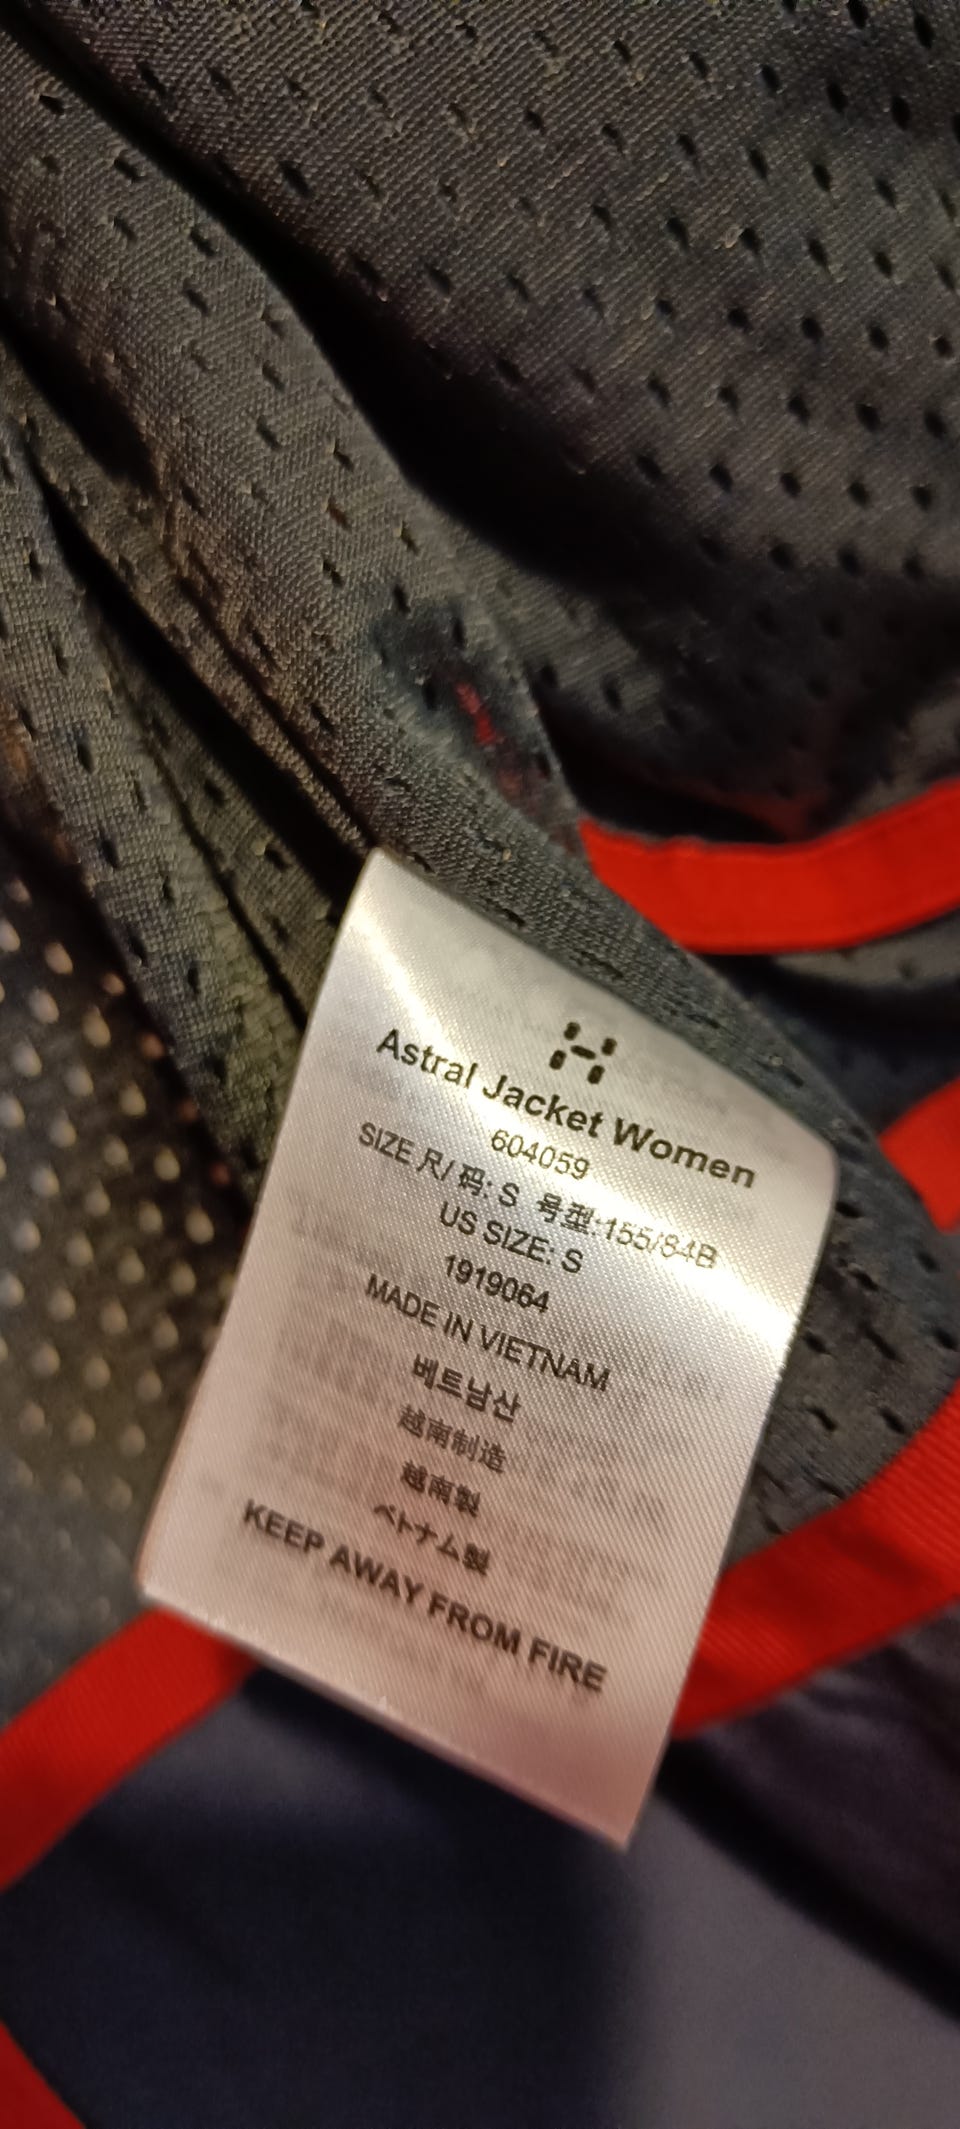 Astral Jacket Women
604059
SIZE 尺/ 码: S 号型:155/84B
US SIZE: S
1919064
MADE IN VIETNAM
베트남산
越南制造
越南製
ベトナム製
KEEP AWAY FROM FIRE